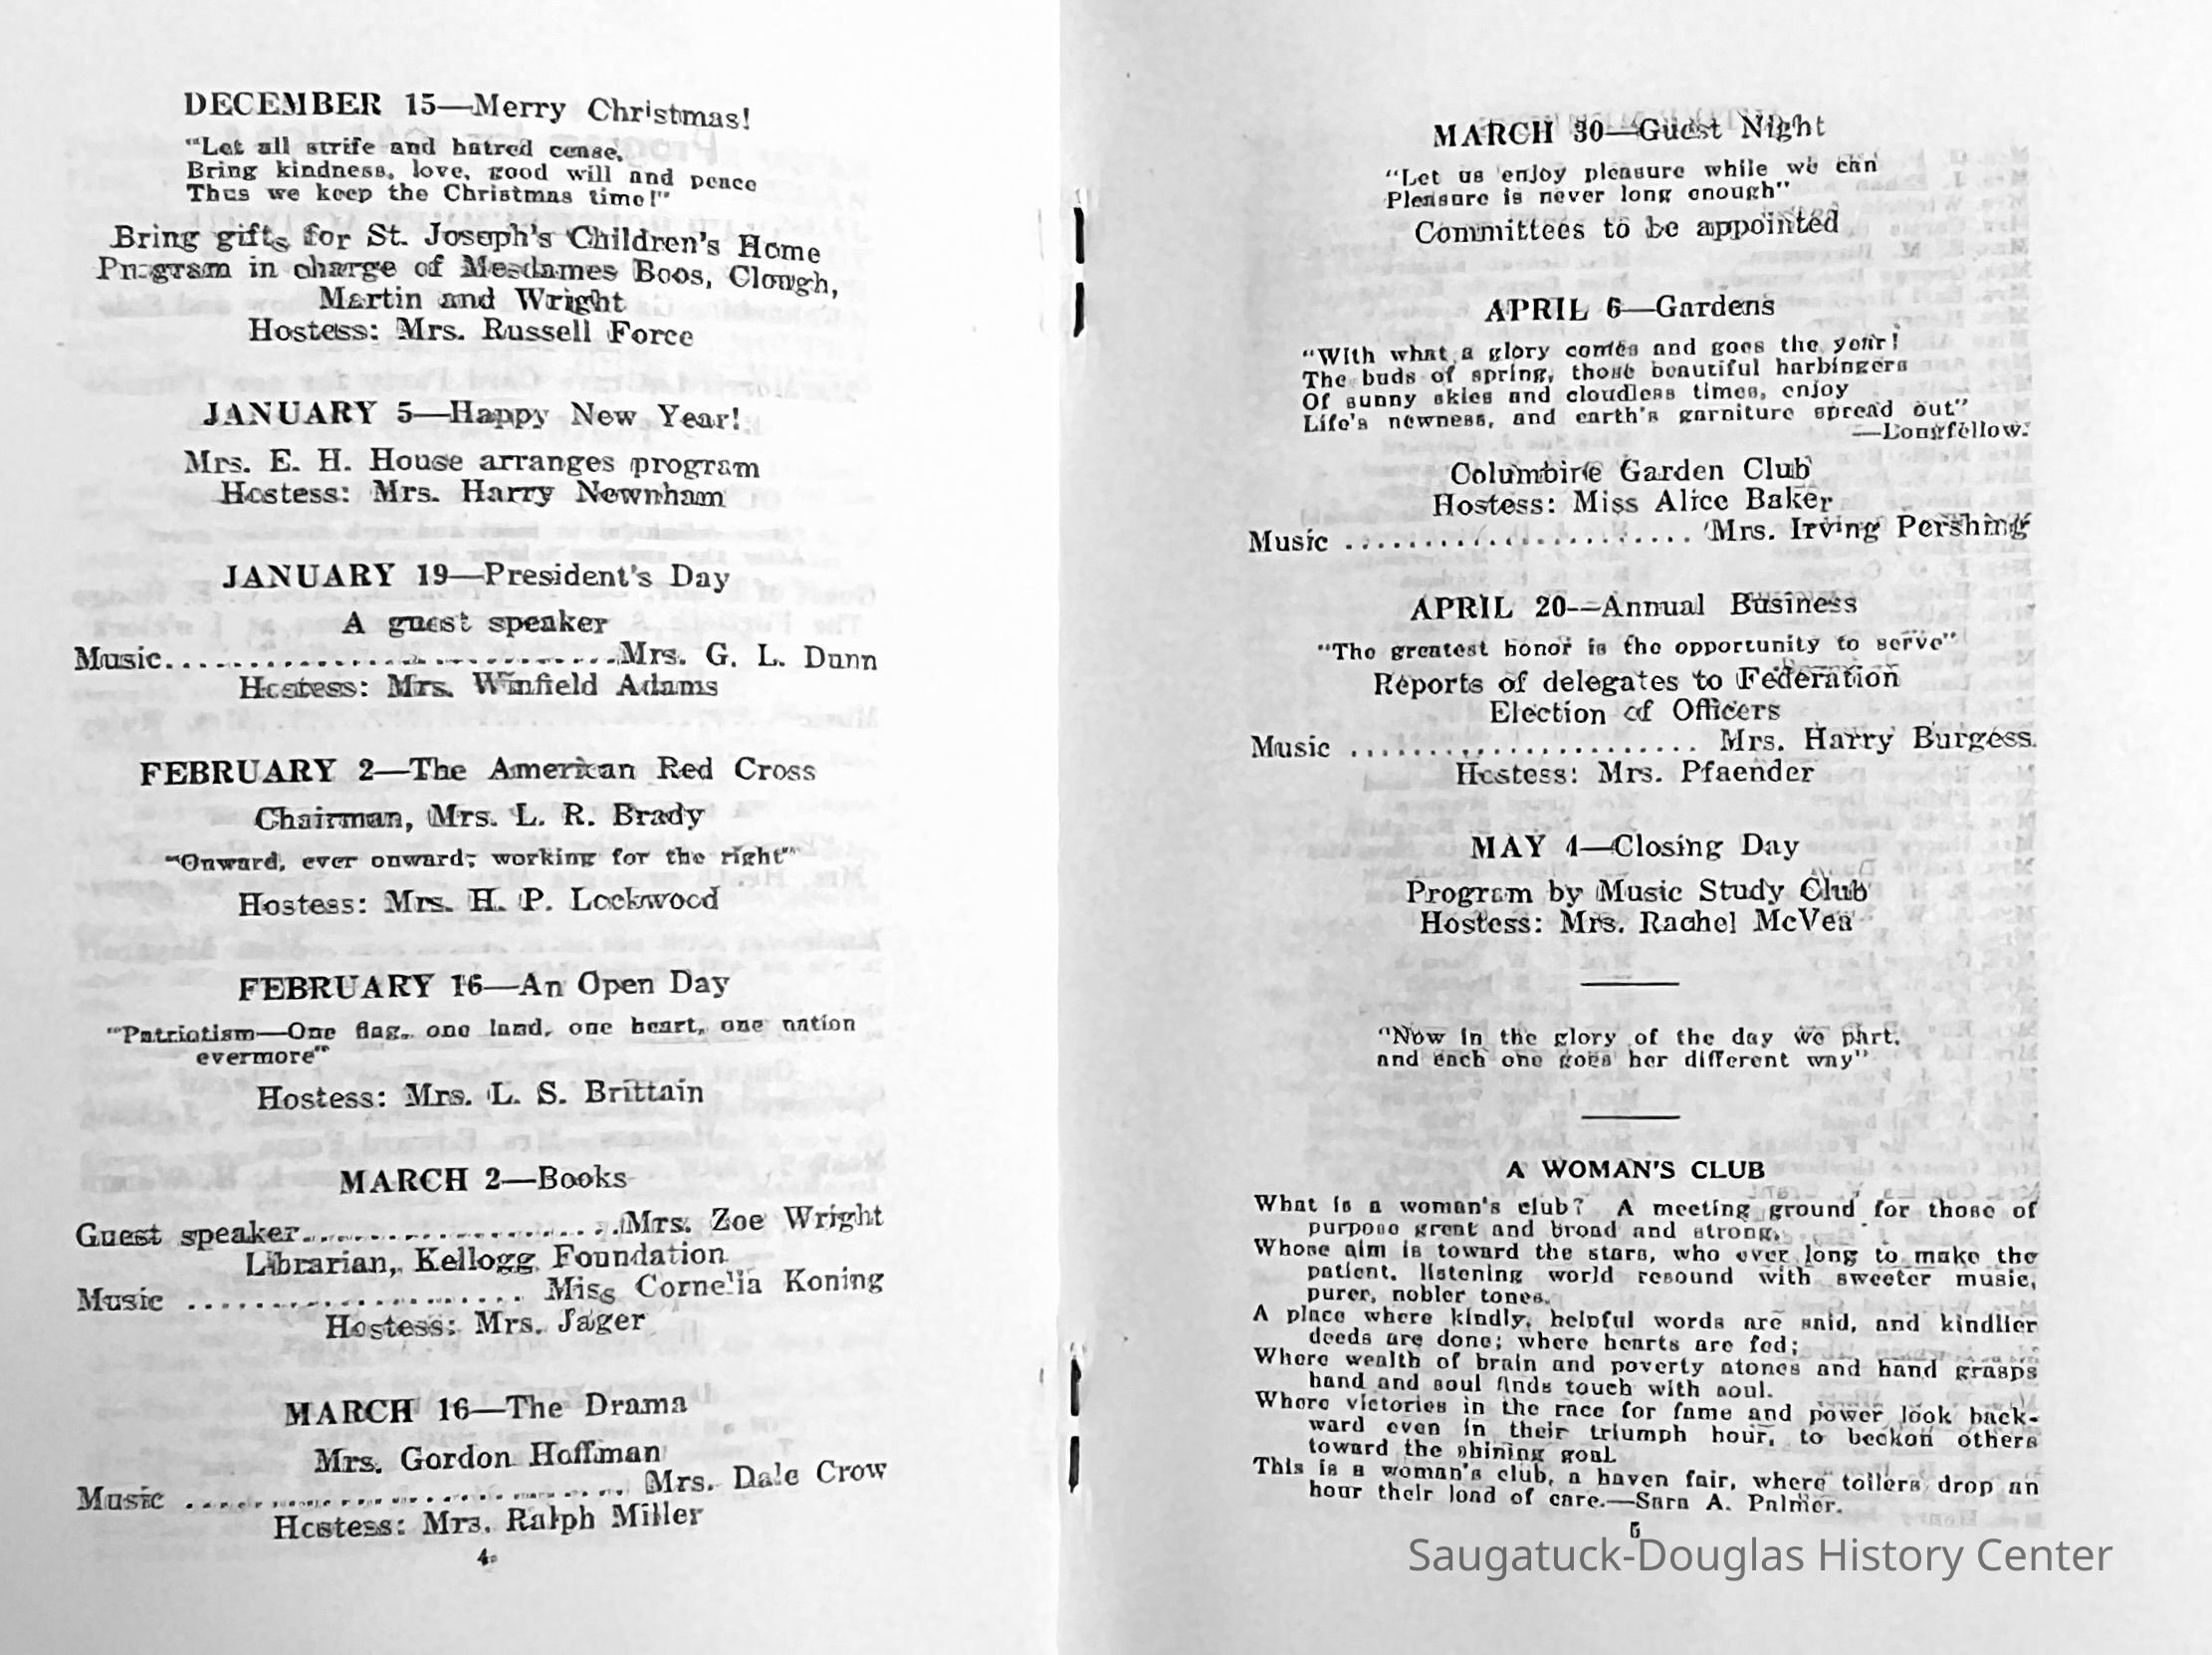 DECEMBER 15—Merry Christmas!
"Let all strife and hatred cease,
Bring kindness, love, good will and peace
Thus we keep the Christmas time!"
Bring gifts for St. Joseph's Children's Home
Program in charge of Mesdames Boos, Clough,
Martin and Wright
Hostess: Mrs. Russell Force
JANUARY 5—Happy New Year!
Mrs. E. H. House arranges program
Hostess: Mrs. Harry Newnham
JANUARY 19—President's Day
A guest speaker
Music..............................Mrs. G. L. Dunn
Hostess: Mrs. Winfield Adams
FEBRUARY 2—The American Red Cross
Chairman, Mrs. L. R. Brady
"Onward, ever onward, working for the right"
Hostess: Mrs. H. P. Lockwood
FEBRUARY 16—An Open Day
"Patriotism—One flag, one land, one heart, one nation
evermore"
Hostess: Mrs. L. S. Brittain
MARCH 2—Books
Guest speaker.....................Mrs. Zoe Wright
Librarian, Kellogg Foundation
Music ..................... Miss Cornelia Koning
Hostess: Mrs. Jager
MARCH 16—The Drama
Mrs. Gordon Hoffman
Music ............................. Mrs. Dale Crow
Hostess: Mrs. Ralph Miller
4
MARCH 30—Guest Night
"Let us enjoy pleasure while we can
Pleasure is never long enough"
Committees to be appointed
APRIL 6—Gardens
"With what a glory comes and goes the year!
The buds of spring, those beautiful harbingers
Of sunny skies and cloudless times, enjoy
Life's newness, and earth's garniture spread out"
—Longfellow.
Columbine Garden Club
Hostess: Miss Alice Baker
Music ...................... Mrs. Irving Pershing
APRIL 20—Annual Business
"The greatest honor is the opportunity to serve"
Reports of delegates to Federation
Election of Officers
Music ...................... Mrs. Harry Burgess.
Hostess: Mrs. Pfaender
MAY 4—Closing Day
Program by Music Study Club
Hostess: Mrs. Rachel McVea
"Now in the glory of the day we part.
and each one goes her different way"
A WOMAN'S CLUB
What is a woman's club? A meeting ground for those of
purpose great and broad and strong,
Whose aim is toward the stars, who ever long to make the
patient, listening world resound with sweeter music,
purer, nobler tones.
A place where kindly, helpful words are said, and kindlier
deeds are done; where hearts are fed;
Where wealth of brain and poverty atones and hand grasps
hand and soul finds touch with soul.
Where victories in the race for fame and power look back-
ward even in their triumph hour, to beckon others
toward the shining goal.
This is a woman's club, a haven fair, where toilers drop an
hour their load of care.—Sara A. Palmer.
5
Saugatuck-Douglas History Center